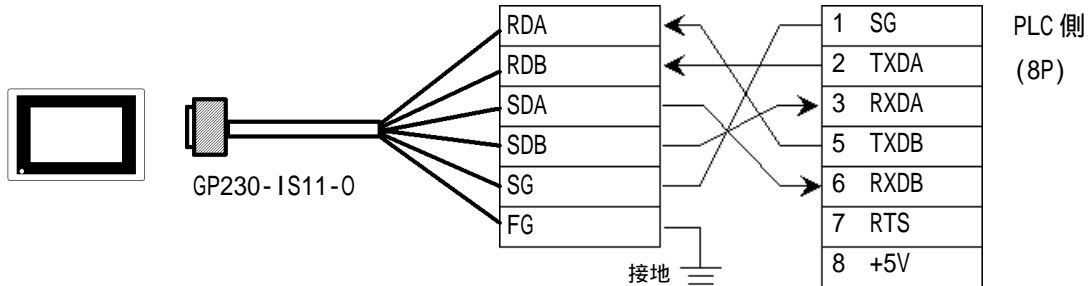 RDA
RDB
SDA
SDB
SG
FG
GP230-IS11-0
接地
1 SG
2 TXDA
3 RXDA
5 TXDB
6 RXDB
7 RTS
8 +5V
PLC 側
(8P)